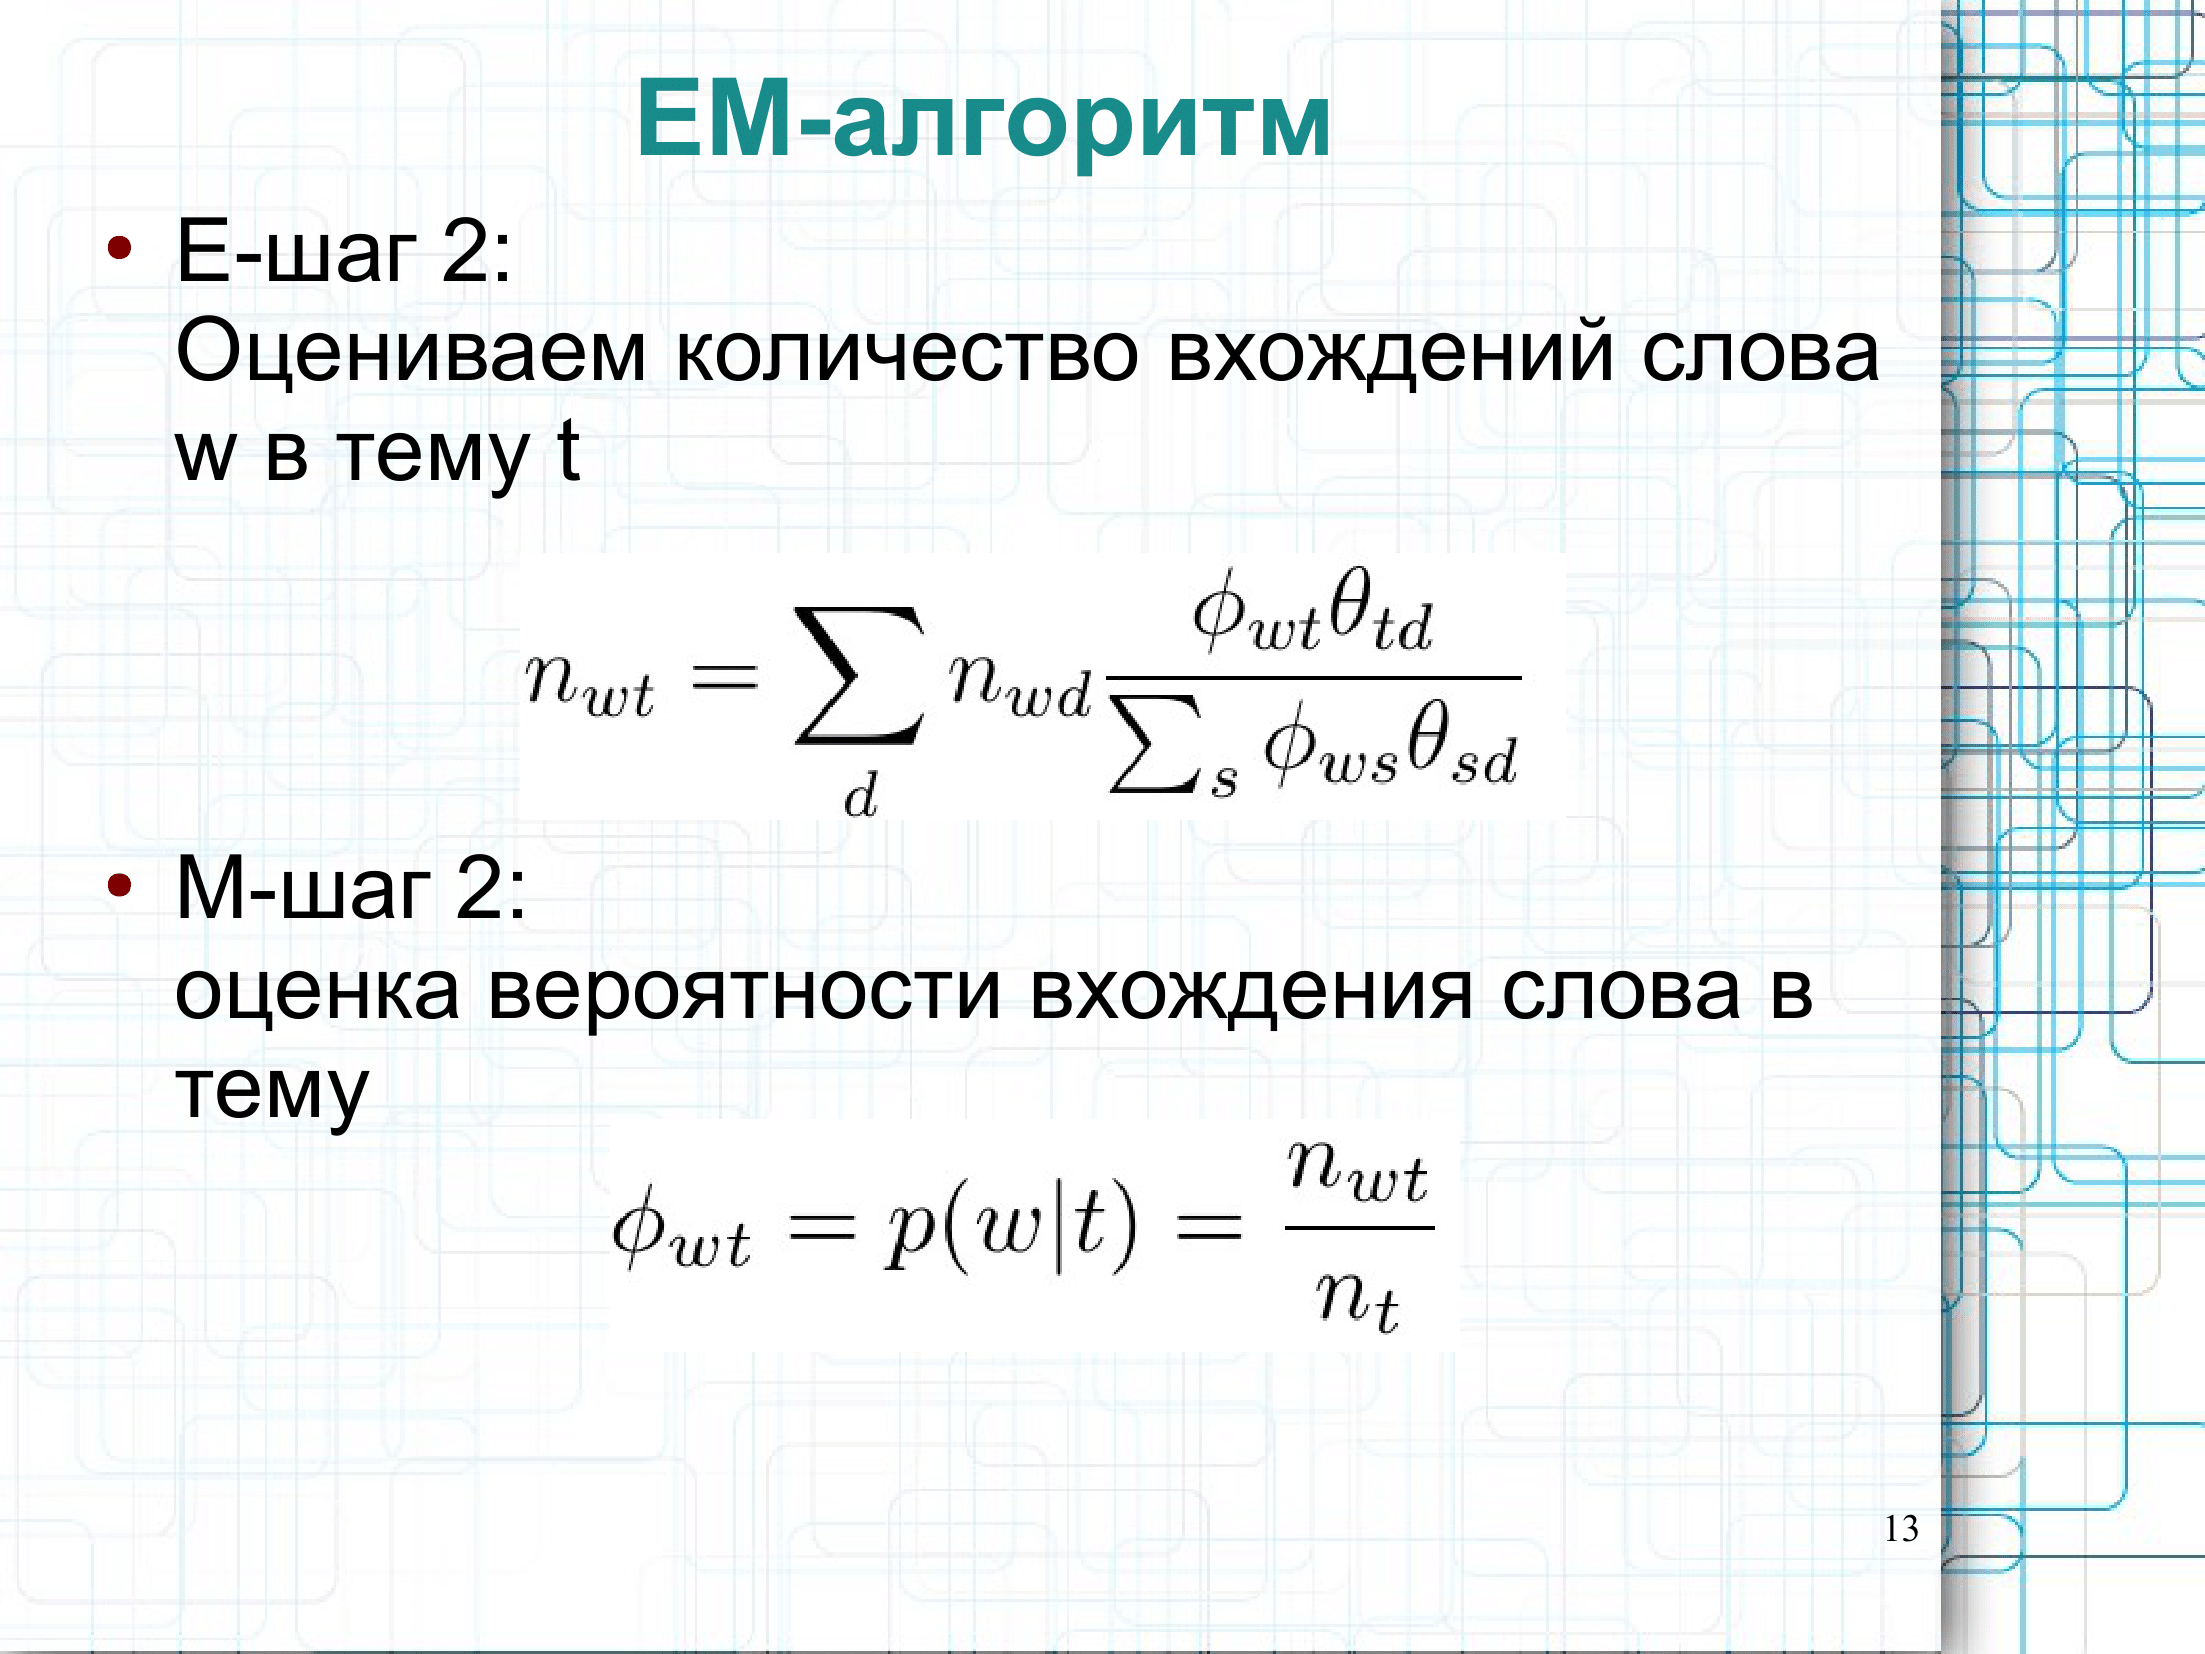 ЕМ-алгоритм
• Е-шаг 2:
Оцениваем количество вхождений слова
w в тему t
n_{wt} = \sum_d n_{wd} \frac{\phi_{wt}\theta_{td}}{\sum_s \phi_{ws}\theta_{sd}}
• М-шаг 2:
оценка вероятности вхождения слова в
тему
\phi_{wt} = p(w|t) = \frac{n_{wt}}{n_t}
13